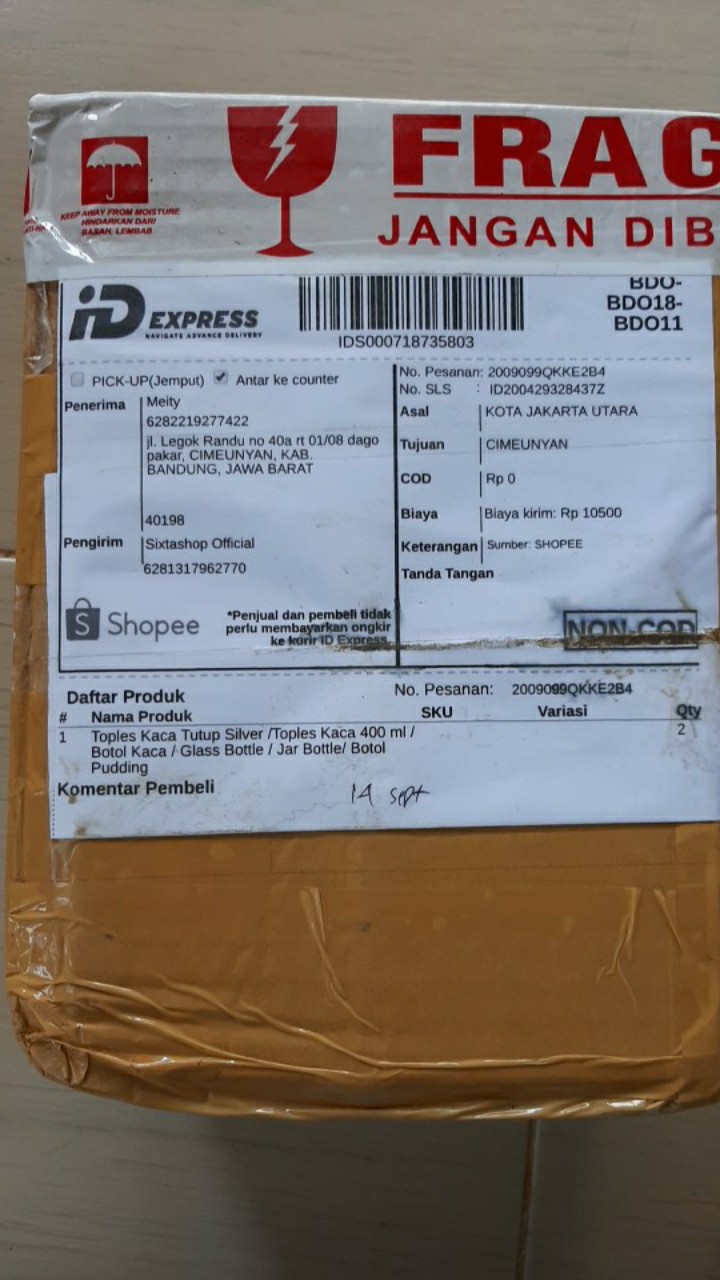 FRAG
JANGAN DIB
KEEP AWAY FROM MOISTURE
HINDARKAN DARI
BASAH, LEMBAB
iD EXPRESS
NAVIGATE ADVANCE DELIVERY
IDS000718735803
BDO-
BDO18-
BDO11
PICK-UP(Jemput) Antar ke counter
Penerima Meity
6282219277422
jl. Legok Randu no 40a rt 01/08 dago
pakar, CIMEUNYAN, KAB.
BANDUNG, JAWA BARAT
40198
Pengirim Sixtashop Official
6281317962770
Shopee
*Penjual dan pembeli tidak
perlu membayarkan ongkir
ke kurir ID Express
No. Pesanan: 2009099QKKE2B4
No. SLS : ID200429328437Z
Asal KOTA JAKARTA UTARA
Tujuan CIMEUNYAN
COD Rp 0
Biaya Biaya kirim: Rp 10500
Keterangan Sumber: SHOPEE
Tanda Tangan
NON-COD
Daftar Produk No. Pesanan: 2009099QKKE2B4
# Nama Produk SKU Variasi Qty
1 Toples Kaca Tutup Silver /Toples Kaca 400 ml / 2
Botol Kaca / Glass Bottle / Jar Bottle/ Botol
Pudding
Komentar Pembeli
14 sept